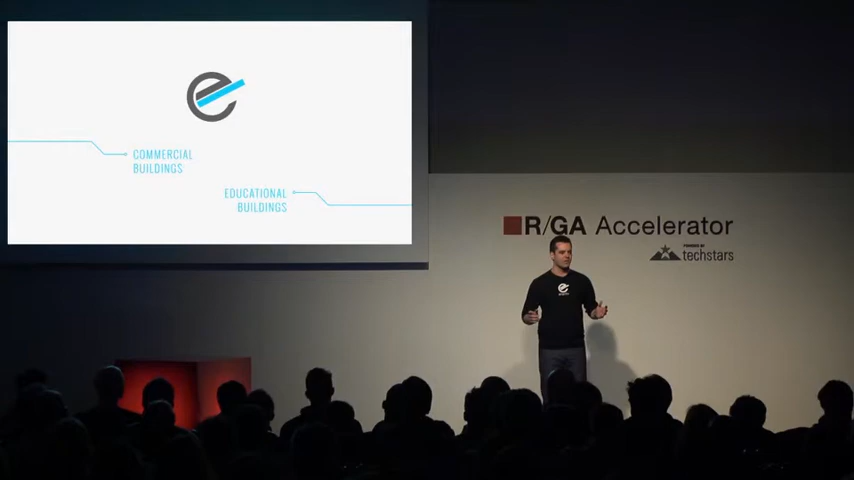 COMMERCIAL
BUILDINGS
EDUCATIONAL
BUILDINGS
R/GA Accelerator
POWERED BY
techstars